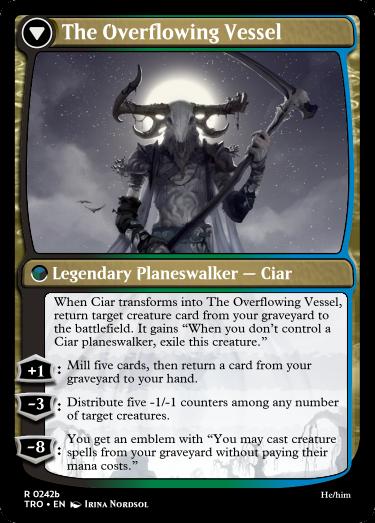 The Overflowing Vessel
Legendary Planeswalker — Ciar
When Ciar transforms into The Overflowing Vessel,
return target creature card from your graveyard to
the battlefield. It gains “When you don’t control a
Ciar planeswalker, exile this creature.”
+1: Mill five cards, then return a card from your
graveyard to your hand.
-3: Distribute five -1/-1 counters among any number
of target creatures.
-8: You get an emblem with “You may cast creature
spells from your graveyard without paying their
mana costs.”
R 0242b
He/him
TRO • EN Irina Nordsol